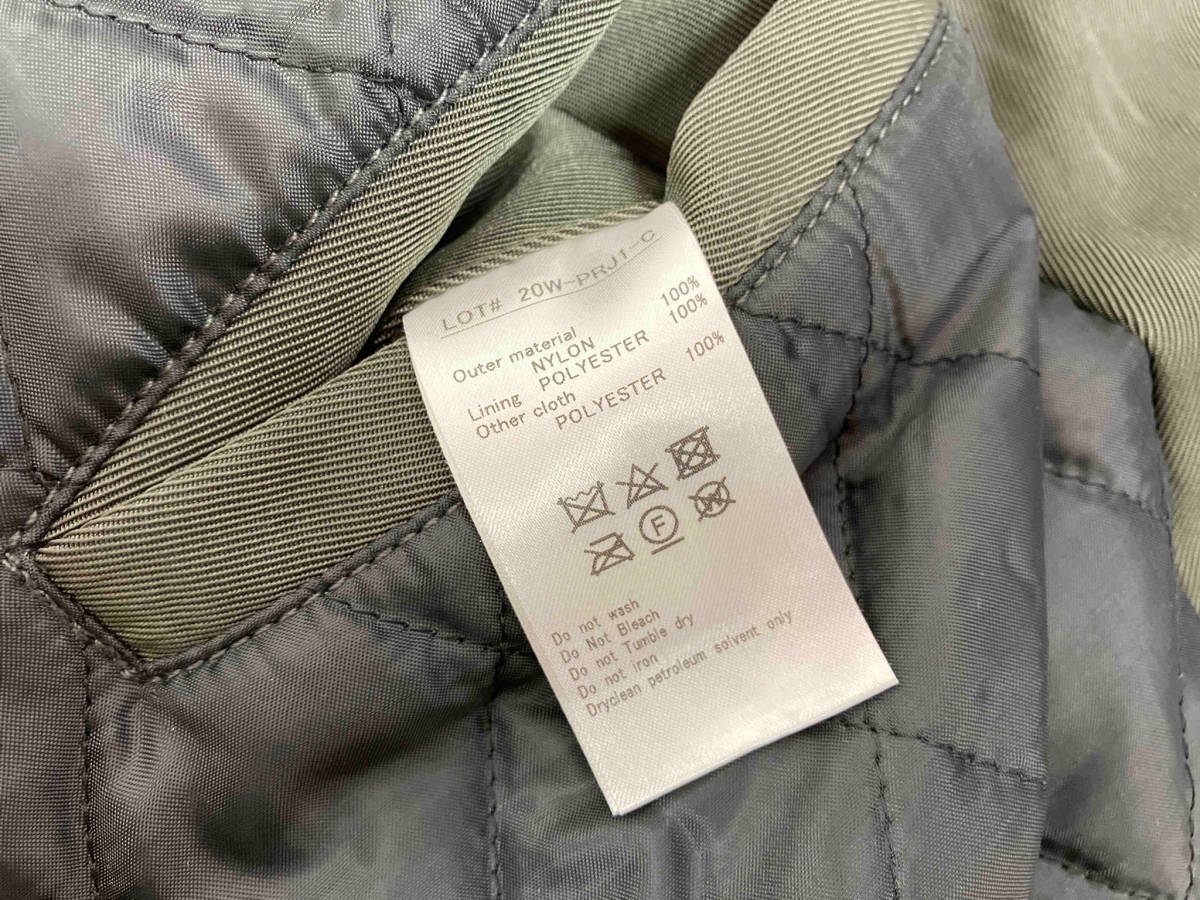 LOT# 20W-PRJ1-C
Outer material
NYLON 100%
Lining POLYESTER 100%
Other cloth
POLYESTER 100%
F
W
Do not wash
Do Not Bleach
Do not Tumble dry
Do not iron
Dryclean petroleum solvent only